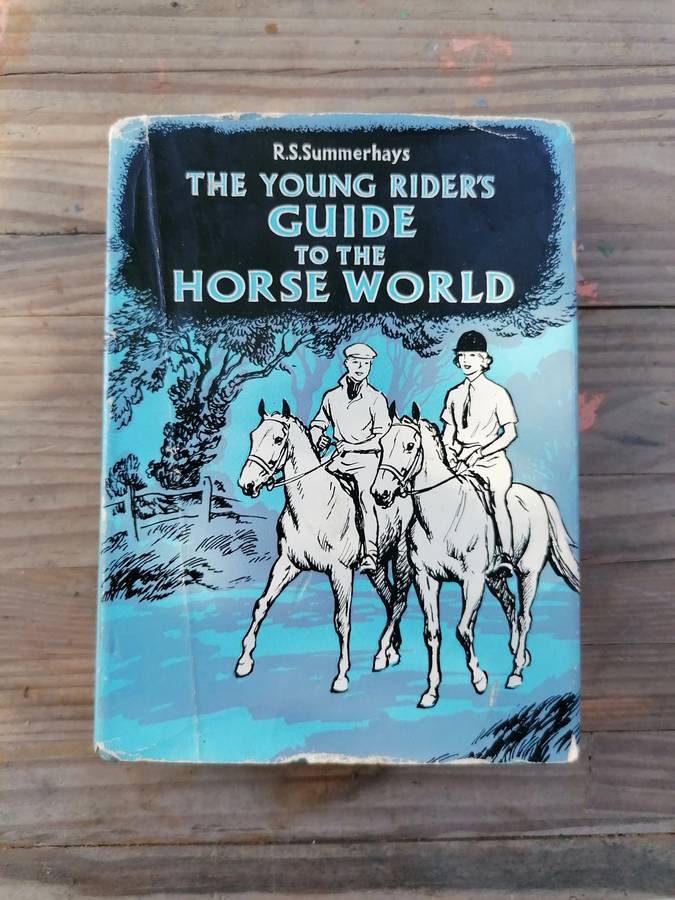 R.S.Summerhays
THE YOUNG RIDER'S
GUIDE
TO THE
HORSE WORLD